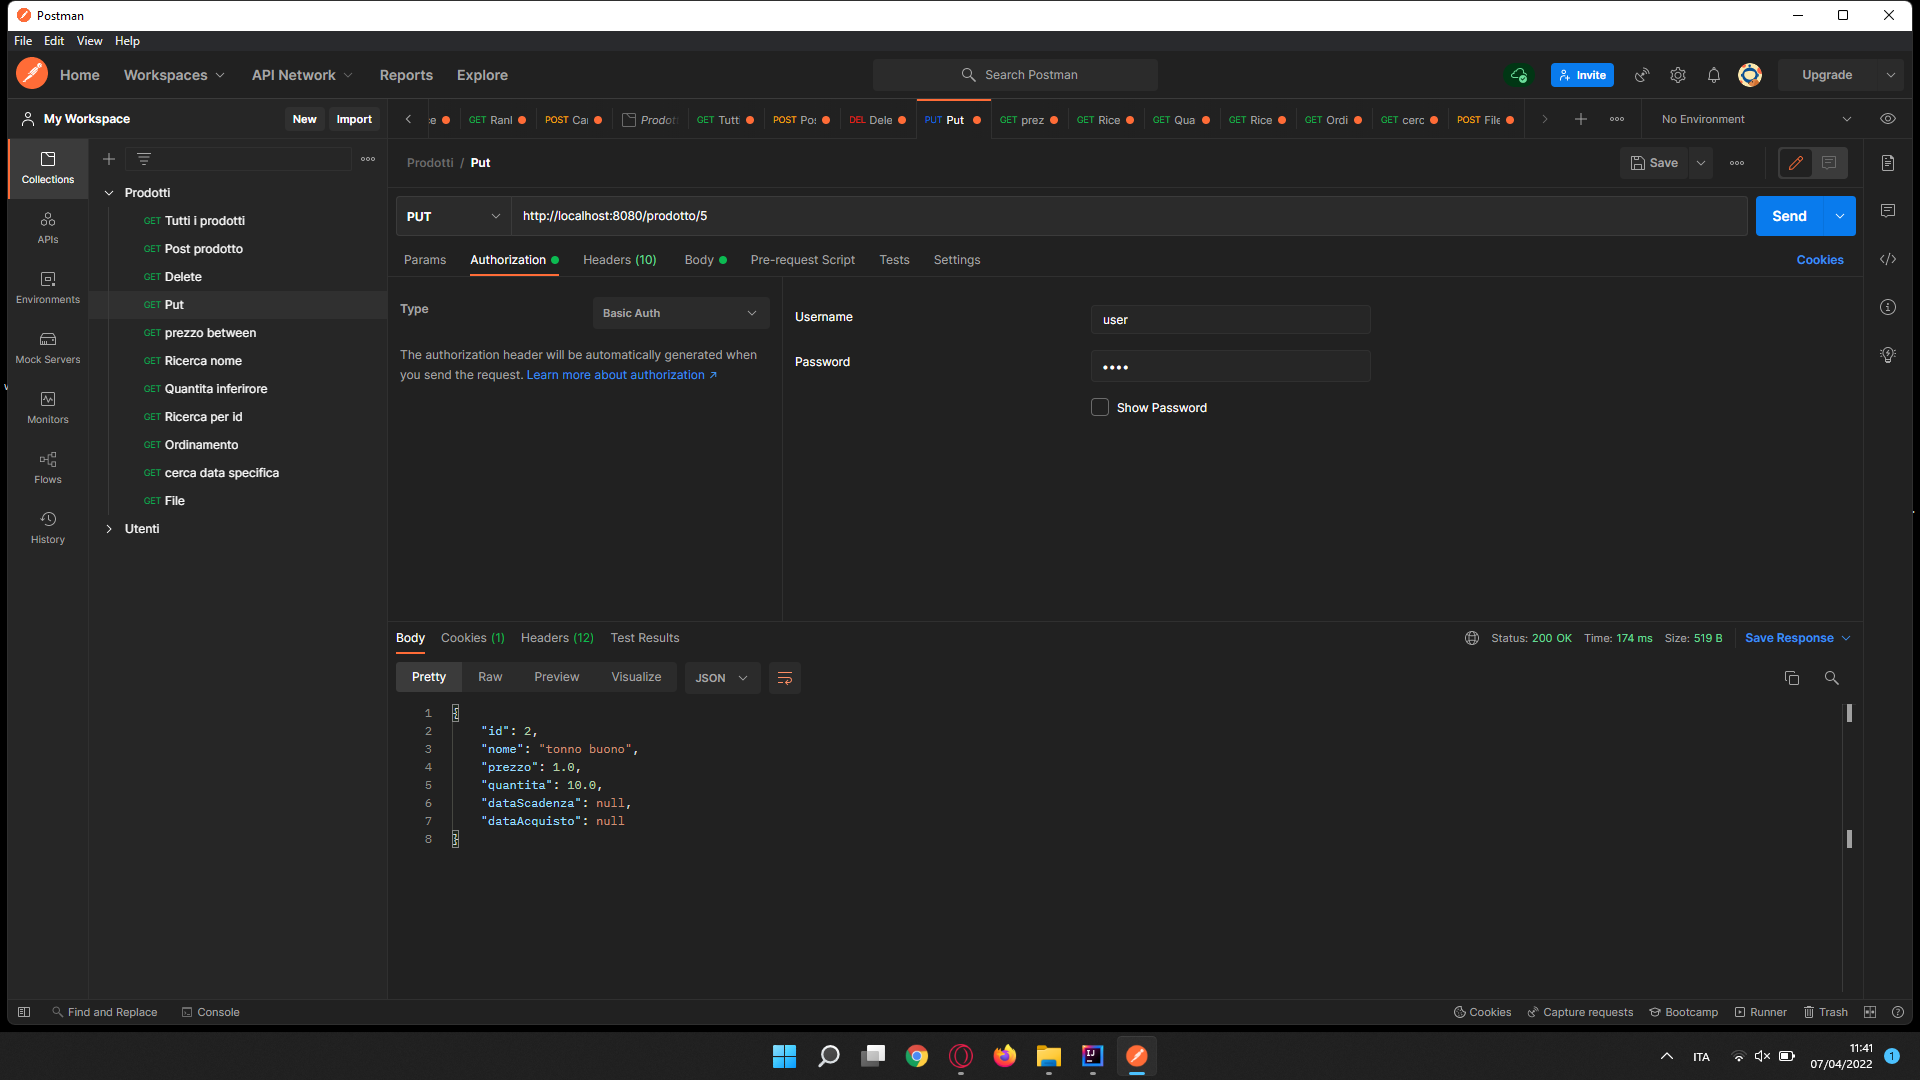 Postman
File Edit View Help
Home Workspaces API Network Reports Explore Search Postman Invite Upgrade
My Workspace New Import
GET Ranl POST Car Prodott GET Tutti POST Pos DEL Dele PUT Put GET prez GET Rice GET Qua GET Rice GET Ordi GET cerc POST File No Environment
Collections
APIs
Environments
Mock Servers
Monitors
Flows
History
Prodotti
GET Tutti i prodotti
GET Post prodotto
GET Delete
GET Put
GET prezzo between
GET Ricerca nome
GET Quantita inferirore
GET Ricerca per id
GET Ordinamento
GET cerca data specifica
GET File
Utenti
Prodotti / Put Save
PUT http://localhost:8080/prodotto/5 Send
Params Authorization Headers (10) Body Pre-request Script Tests Settings Cookies
Type Basic Auth
The authorization header will be automatically generated when
you send the request. Learn more about authorization ↗
Username user
Password ••••
Show Password
Body Cookies (1) Headers (12) Test Results Status: 200 OK Time: 174 ms Size: 519 B Save Response
Pretty Raw Preview Visualize JSON
1 {
2 "id": 2,
3 "nome": "tonno buono",
4 "prezzo": 1.0,
5 "quantita": 10.0,
6 "dataScadenza": null,
7 "dataAcquisto": null
8 }
Find and Replace Console Cookies Capture requests Bootcamp Runner Trash
ITA 11:41
07/04/2022 1